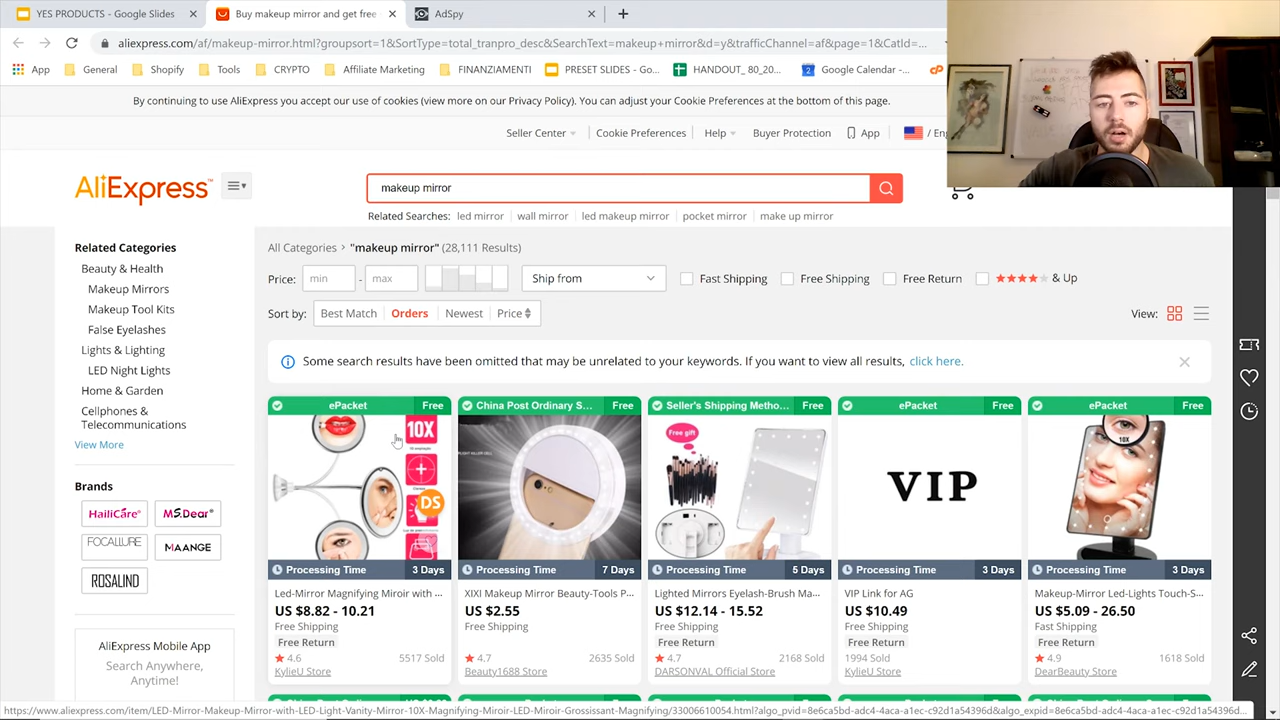 YES PRODUCTS - Google Slides
Buy makeup mirror and get free
AdSpy
aliexpress.com/af/makeup-mirror.html?
App
General
Shopify
Tools
CRYPTO
Marketing
FINANZIAMENTI
PRESET SLIDES - Go...
HANDOUT_ 80_20...
Google Calendar -...
By continuing to use AliExpress you accept our use of cookies (view more on our Privacy Policy). You can adjust your Cookie Preferences at the bottom of this page.
Seller Center
Cookie Preferences
Help
Buyer Protection
App
AliExpress™
makeup mirror
Related Searches: led mirror wall mirror led makeup mirror pocket mirror make up mirror
Related Categories
Beauty & Health
Makeup Mirrors
Makeup Tool Kits
False Eyelashes
Lights & Lighting
LED Night Lights
Home & Garden
Cellphones &
Telecommunications
View More
Brands
HailiCare®
M.S.Dear®
FOCALLURE
MAANGE
ROSALIND
AliExpress Mobile App
Search Anywhere,
Anytime!
All Categories > "makeup mirror" (28,111 Results)
Price: min - max
Ship from
Fast Shipping
Free Shipping
Free Return
& Up
Sort by: Best Match Orders Newest Price
View:
Some search results have been omitted that may be unrelated to your keywords. If you want to view all results, click here.
ePacket Free
10X
DS
Processing Time 3 Days
Led-Mirror Magnifying Miroir with ...
US $8.82 - 10.21
Free Shipping
Free Return
4.6 5517 Sold
KylieU Store
China Post Ordinary S... Free
Processing Time 7 Days
XIXI Makeup Mirror Beauty-Tools P...
US $2.55
Free Shipping
4.7 2635 Sold
Beauty1688 Store
Seller's Shipping Metho... Free
Free gift
Processing Time 5 Days
Lighted Mirrors Eyelash-Brush Ma...
US $12.14 - 15.52
Free Shipping
Free Return
4.7 2168 Sold
DARSONVAL Official Store
ePacket Free
VIP
Processing Time 3 Days
VIP Link for AG
US $10.49
Free Shipping
Free Return
1994 Sold
KylieU Store
ePacket Free
10X
Processing Time 3 Days
Makeup-Mirror Led-Lights Touch-S...
US $5.09 - 26.50
Fast Shipping
Free Return
4.9 1618 Sold
DearBeauty Store
https://www.aliexpress.com/item/LED-Mirror-Makeup-Mirror-with-LED-Light-Vanity-Mirror-10X-Magnifying-Miroir-LED-Miroir-Grossissant-Magnifying/33006610054.html?algo_pvid=8e6ca5bd-adc4-4aca-a1ec-c92d1a54396d&algo_expid=8e6ca5bd-adc4-4aca-a1ec-c92d1a54396d...